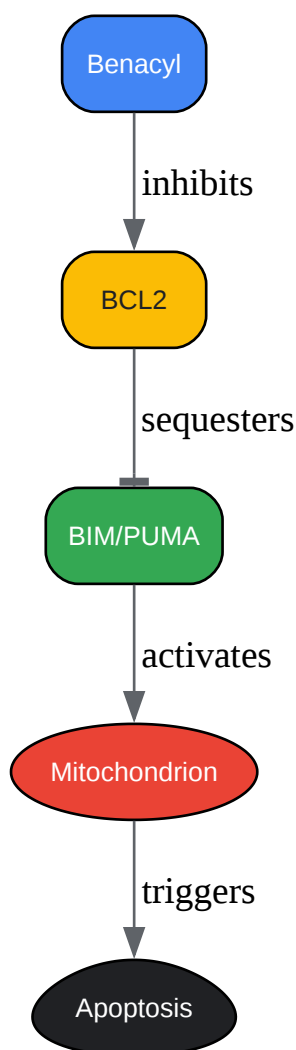 Benacyl
inhibits
BCL2
sequesters
BIM/PUMA
activates
Mitochondrion
triggers
Apoptosis